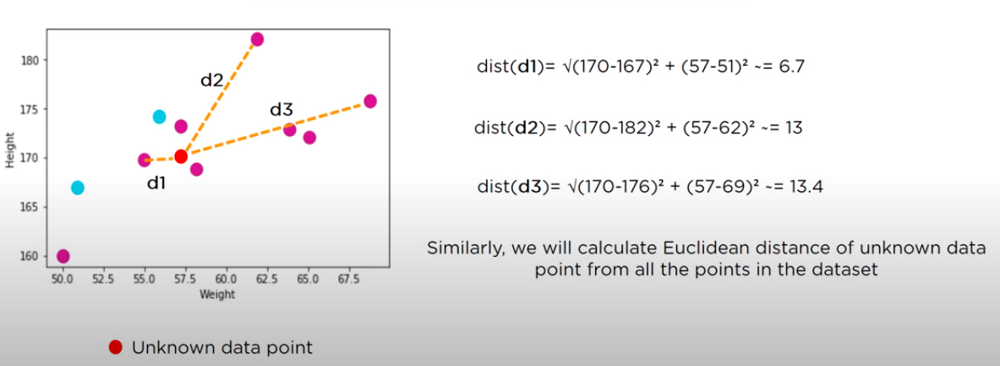 180
175
170
165
160
Height
50.0 52.5 55.0 57.5 60.0 62.5 65.0 67.5
Weight
d2
d3
d1
Unknown data point
dist(d1)= √(170-167)² + (57-51)² ~= 6.7
dist(d2)= √(170-182)² + (57-62)² ~= 13
dist(d3)= √(170-176)² + (57-69)² ~= 13.4
Similarly, we will calculate Euclidean distance of unknown data
point from all the points in the dataset